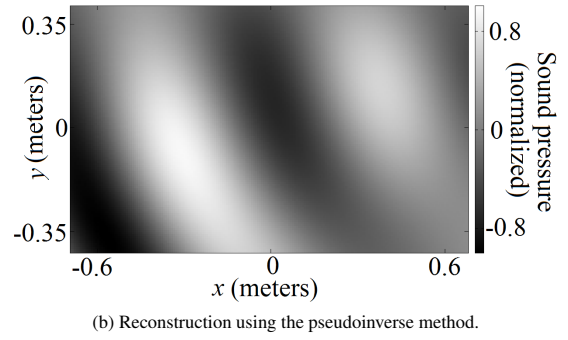 0.35
0
-0.35
y (meters)
-0.6
0
0.6
x (meters)
0.8
0
-0.8
Sound pressure
(normalized)
(b) Reconstruction using the pseudoinverse method.